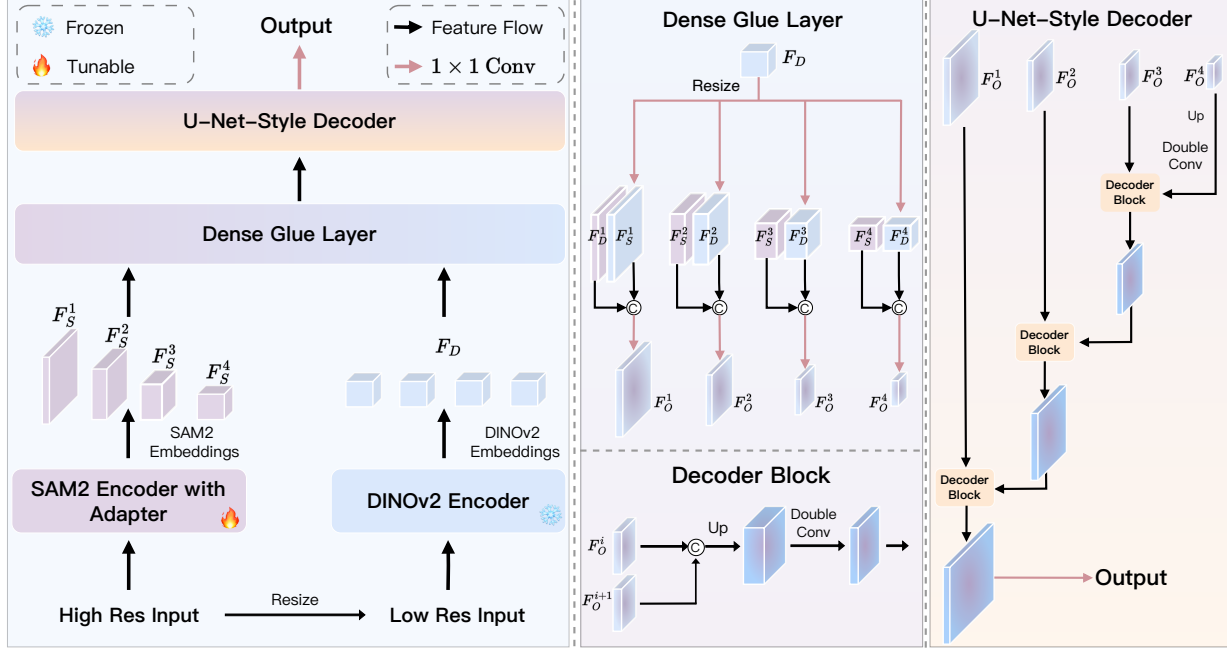 Frozen
Tunable
Output
Feature Flow
1 × 1 Conv
U-Net-Style Decoder
Dense Glue Layer
F_S^1
F_S^2
F_S^3
F_S^4
F_D
SAM2
Embeddings
DINOv2
Embeddings
SAM2 Encoder with
Adapter
DINOv2 Encoder
High Res Input
Resize
Low Res Input
Dense Glue Layer
F_D
Resize
F_D^1 F_S^1
F_S^2 F_D^2
F_S^3 F_D^3
F_S^4 F_D^4
C C C C
F_O^1
F_O^2
F_O^3
F_O^4
Decoder Block
F_O^i
F_O^{i+1}
C
Up
Double
Conv
U-Net-Style Decoder
F_O^1
F_O^2
F_O^3
F_O^4
Up
Double
Conv
Decoder
Block
Decoder
Block
Decoder
Block
Output